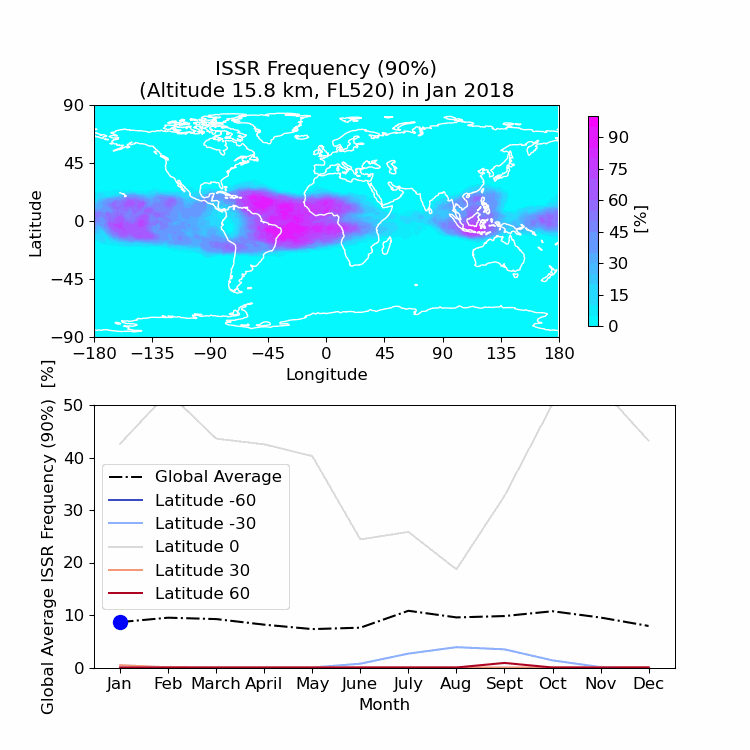 ISSR Frequency (90%)
(Altitude 15.8 km, FL520) in Jan 2018
90
45
0
−45
−90
Latitude
−180 −135 −90 −45 0 45 90 135 180
Longitude
90
75
60
45
30
15
0
[%]
Global Average ISSR Frequency (90%) [%]
50
40
30
20
10
0
Global Average
Latitude -60
Latitude -30
Latitude 0
Latitude 30
Latitude 60
Jan Feb March April May June July Aug Sept Oct Nov Dec
Month